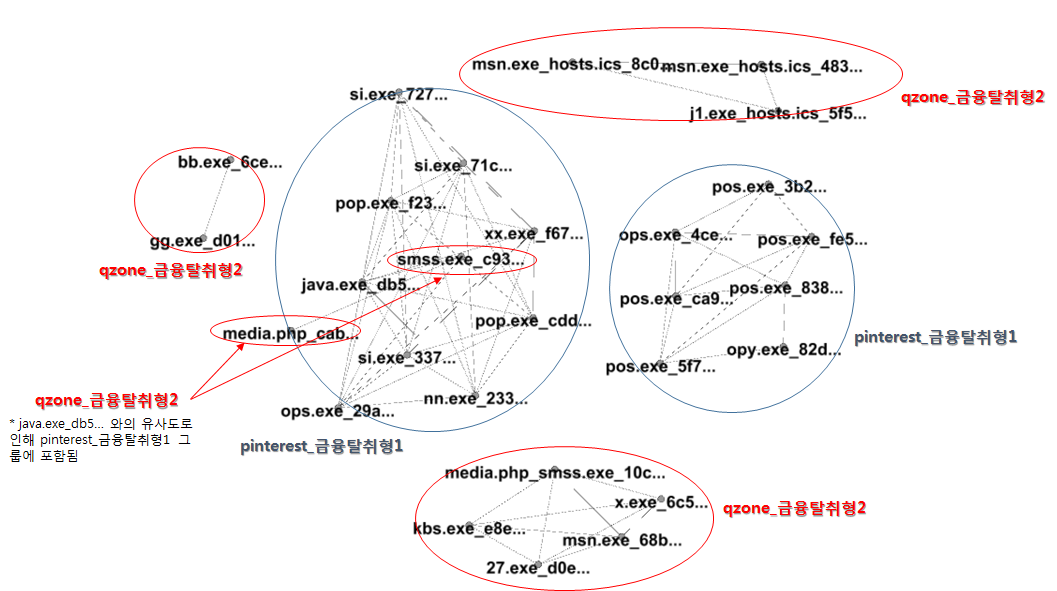 msn.exe_hosts.ics_8c0...
msn.exe_hosts.ics_483...
j1.exe_hosts.ics_5f5...
qzone_금융탈취형2
si.exe_727...
si.exe_71c...
pop.exe_f23...
xx.exe_f67...
smss.exe_c93...
java.exe_db5...
pop.exe_cdd...
si.exe_337...
nn.exe_233...
ops.exe_29a...
pinterest_금융탈취형1
bb.exe_6ce...
gg.exe_d01...
qzone_금융탈취형2
media.php_cab...
qzone_금융탈취형2
* java.exe_db5... 와의 유사도로
인해 pinterest_금융탈취형1 그
룹에 포함됨
pos.exe_3b2...
ops.exe_4ce...
pos.exe_fe5...
pos.exe_ca9...
pos.exe_838...
opy.exe_82d...
pos.exe_5f7...
pinterest_금융탈취형1
media.php_smss.exe_10c...
x.exe_6c5...
kbs.exe_e8e...
msn.exe_68b...
27.exe_d0e...
qzone_금융탈취형2